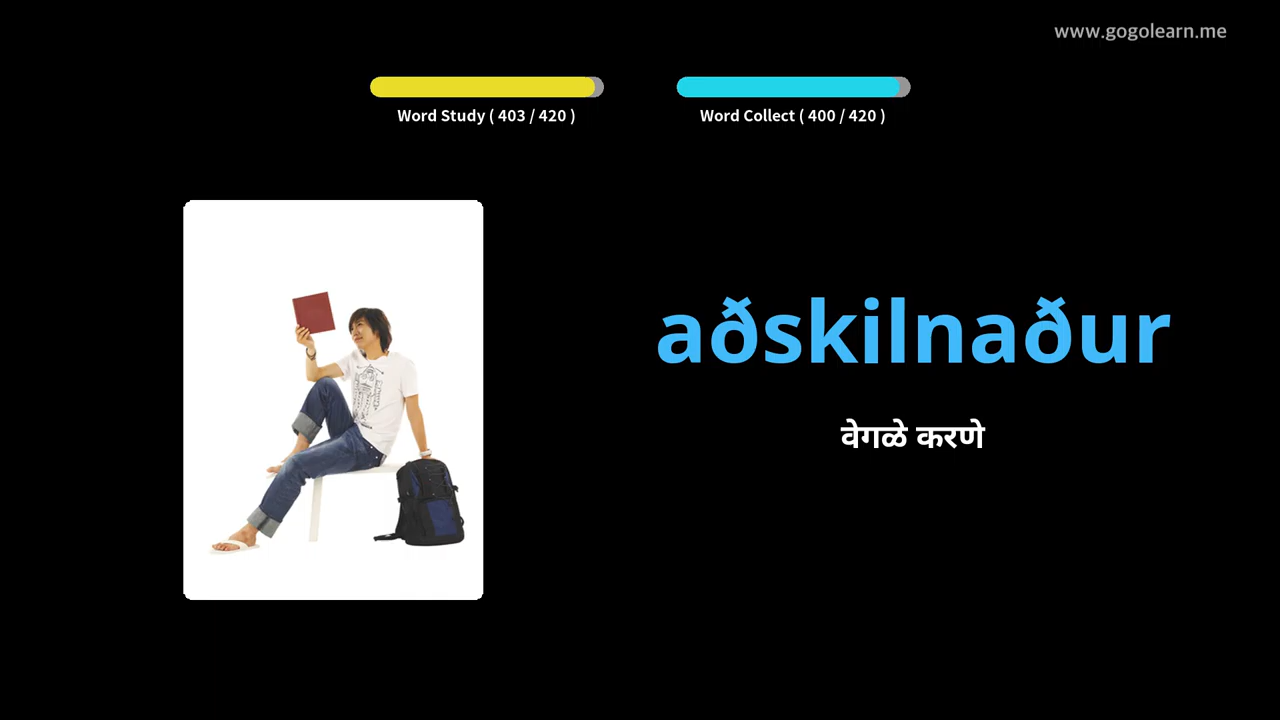 www.gogolearn.me
Word Study ( 403 / 420 )
Word Collect ( 400 / 420 )
aðskilnaður
वेगळे करणे